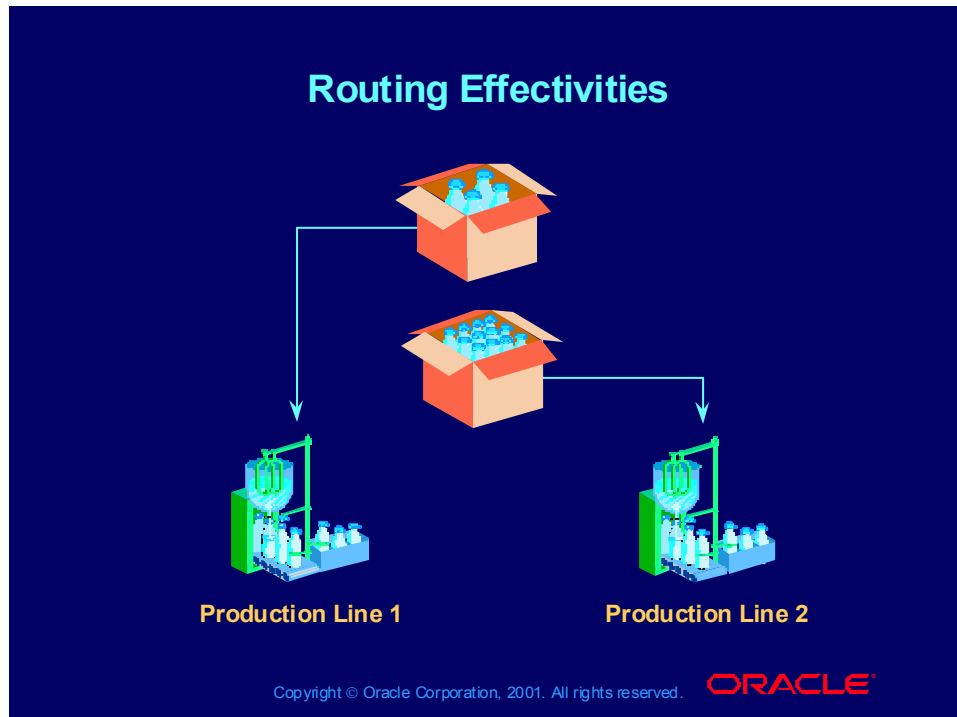 Routing Effectivities
Production Line 1
Production Line 2
Copyright © Oracle Corporation, 2001. All rights reserved.
ORACLE®